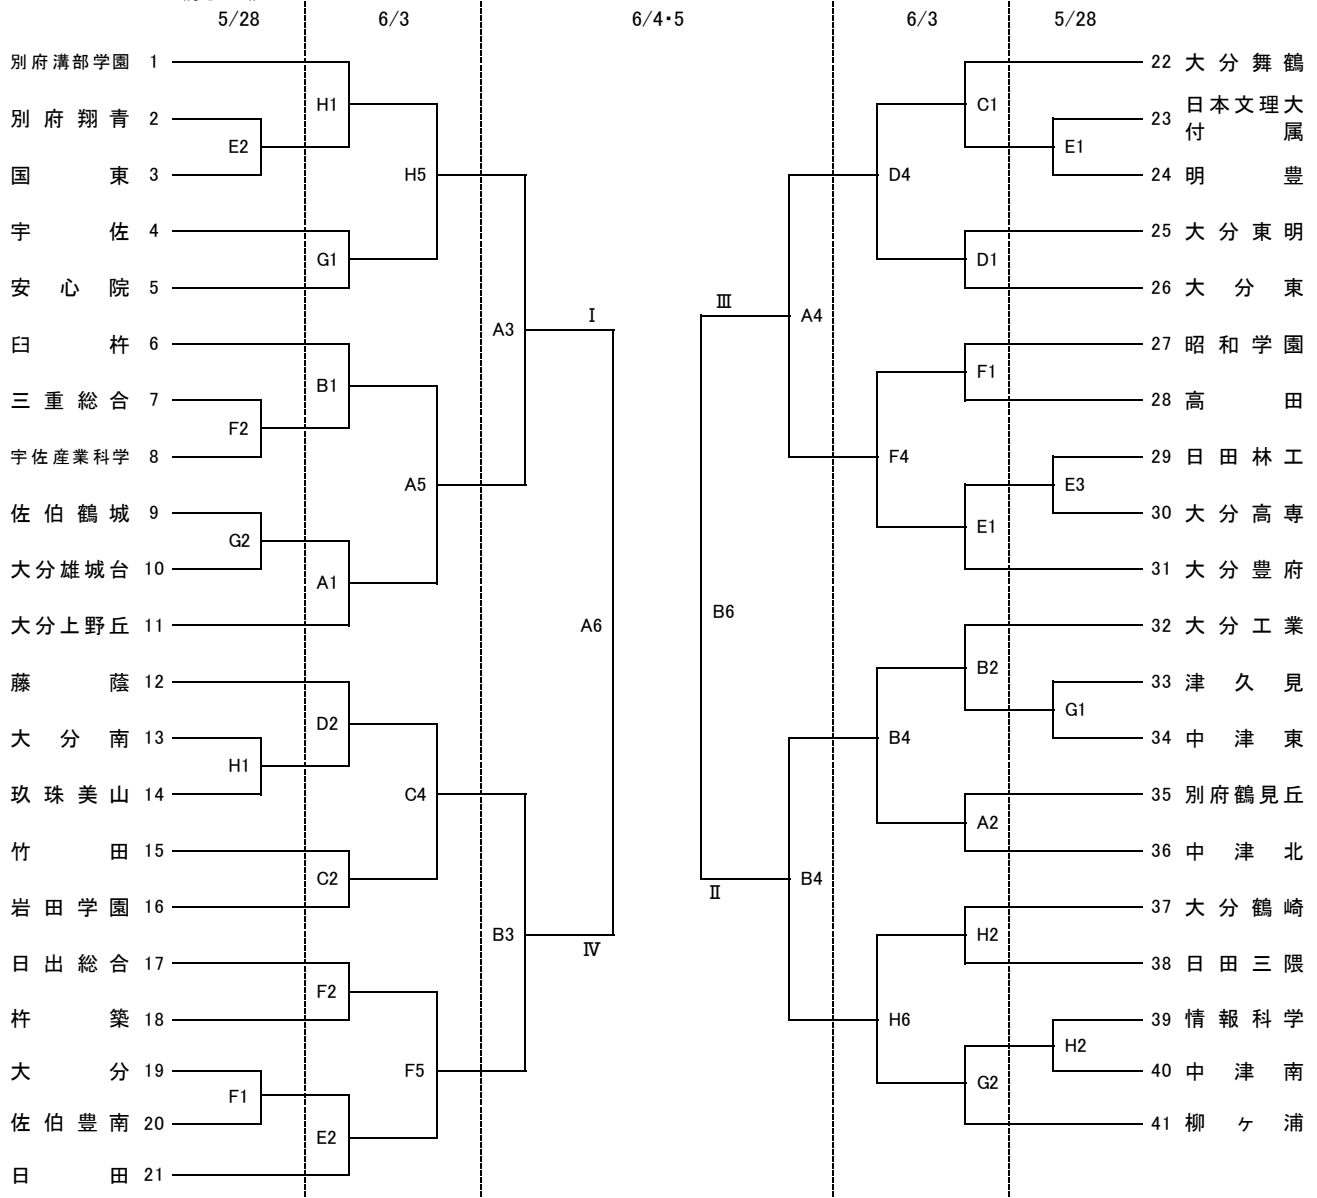 5/28 6/3 6/4・5 6/3 5/28
別府溝部学園 1
H1
別府翔青 2
E2
国東 3
H5
宇佐 4
G1
安心院 5
A3
Ⅰ
臼杵 6
B1
三重総合 7
F2
宇佐産業科学 8
A5
佐伯鶴城 9
G2
大分雄城台 10
A1
大分上野丘 11
A6
藤蔭 12
D2
大分南 13
H1
玖珠美山 14
C4
竹田 15
C2
岩田学園 16
B3
Ⅳ
日出総合 17
F2
杵築 18
F5
大分 19
F1
佐伯豊南 20
E2
日田 21
22 大分舞鶴
C1
23 日本文理大
付属
E1
24 明豊
D4
25 大分東明
D1
26 大分東
Ⅲ
A4
27 昭和学園
F1
28 高田
F4
29 日田林工
E3
30 大分高専
E1
31 大分豊府
B6
32 大分工業
B2
33 津久見
G1
34 中津東
B4
35 別府鶴見丘
A2
36 中津北
B4
Ⅱ
37 大分鶴崎
H2
38 日田三隈
H6
39 情報科学
H2
40 中津南
G2
41 柳ヶ浦